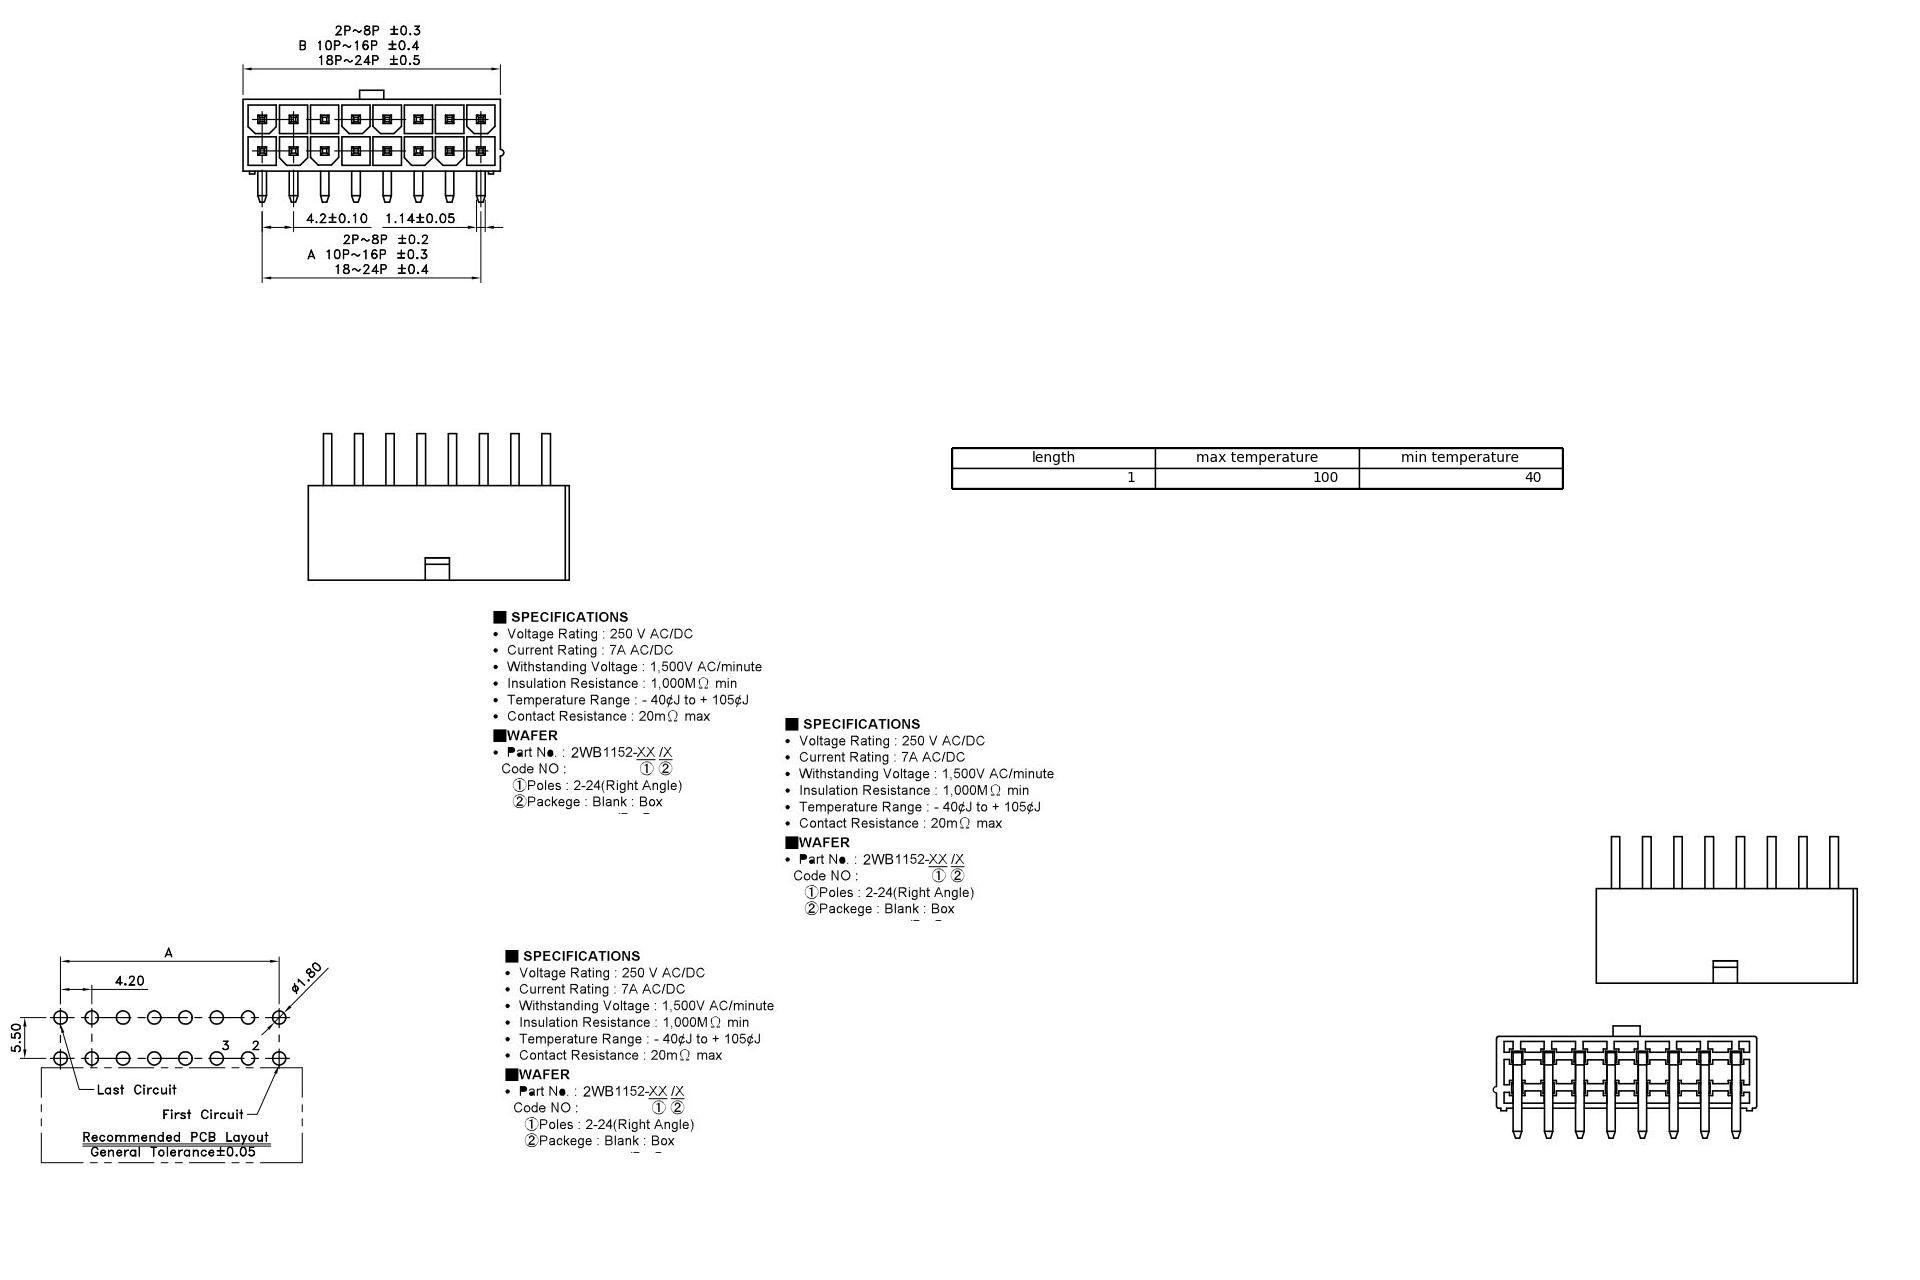 2P~8P ±0.3
B 10P~16P ±0.4
18P~24P ±0.5
4.2±0.10 1.14±0.05
2P~8P ±0.2
A 10P~16P ±0.3
18~24P ±0.4
length max temperature min temperature
1 100 40
SPECIFICATIONS
• Voltage Rating : 250 V AC/DC
• Current Rating : 7A AC/DC
• Withstanding Voltage : 1,500V AC/minute
• Insulation Resistance : 1,000MΩ min
• Temperature Range : - 40¢J to + 105¢J
• Contact Resistance : 20mΩ max
WAFER
• Part No. : 2WB1152-XX /X
Code NO : ① ②
①Poles : 2-24(Right Angle)
②Packege : Blank : Box
SPECIFICATIONS
• Voltage Rating : 250 V AC/DC
• Current Rating : 7A AC/DC
• Withstanding Voltage : 1,500V AC/minute
• Insulation Resistance : 1,000MΩ min
• Temperature Range : - 40¢J to + 105¢J
• Contact Resistance : 20mΩ max
WAFER
• Part No. : 2WB1152-XX /X
Code NO : ① ②
①Poles : 2-24(Right Angle)
②Packege : Blank : Box
A
4.20
ø1.80
5.50
3 2
Last Circuit
First Circuit
Recommended PCB Layout
General Tolerance±0.05
SPECIFICATIONS
• Voltage Rating : 250 V AC/DC
• Current Rating : 7A AC/DC
• Withstanding Voltage : 1,500V AC/minute
• Insulation Resistance : 1,000MΩ min
• Temperature Range : - 40¢J to + 105¢J
• Contact Resistance : 20mΩ max
WAFER
• Part No. : 2WB1152-XX /X
Code NO : ① ②
①Poles : 2-24(Right Angle)
②Packege : Blank : Box